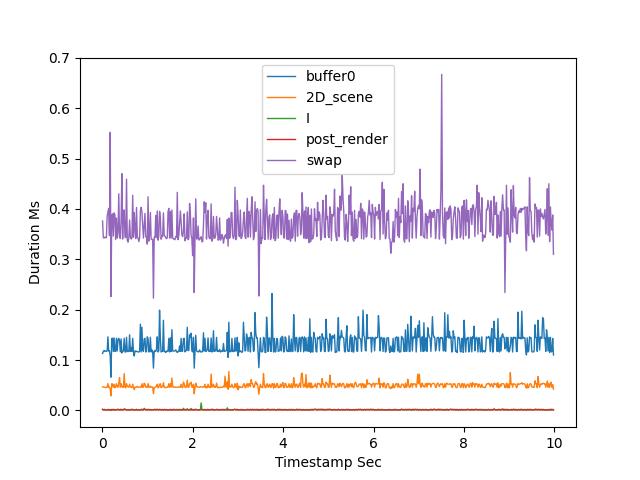 0.7
0.6
0.5
0.4
0.3
0.2
0.1
0.0
Duration Ms
buffer0
2D_scene
I
post_render
swap
0 2 4 6 8 10
Timestamp Sec